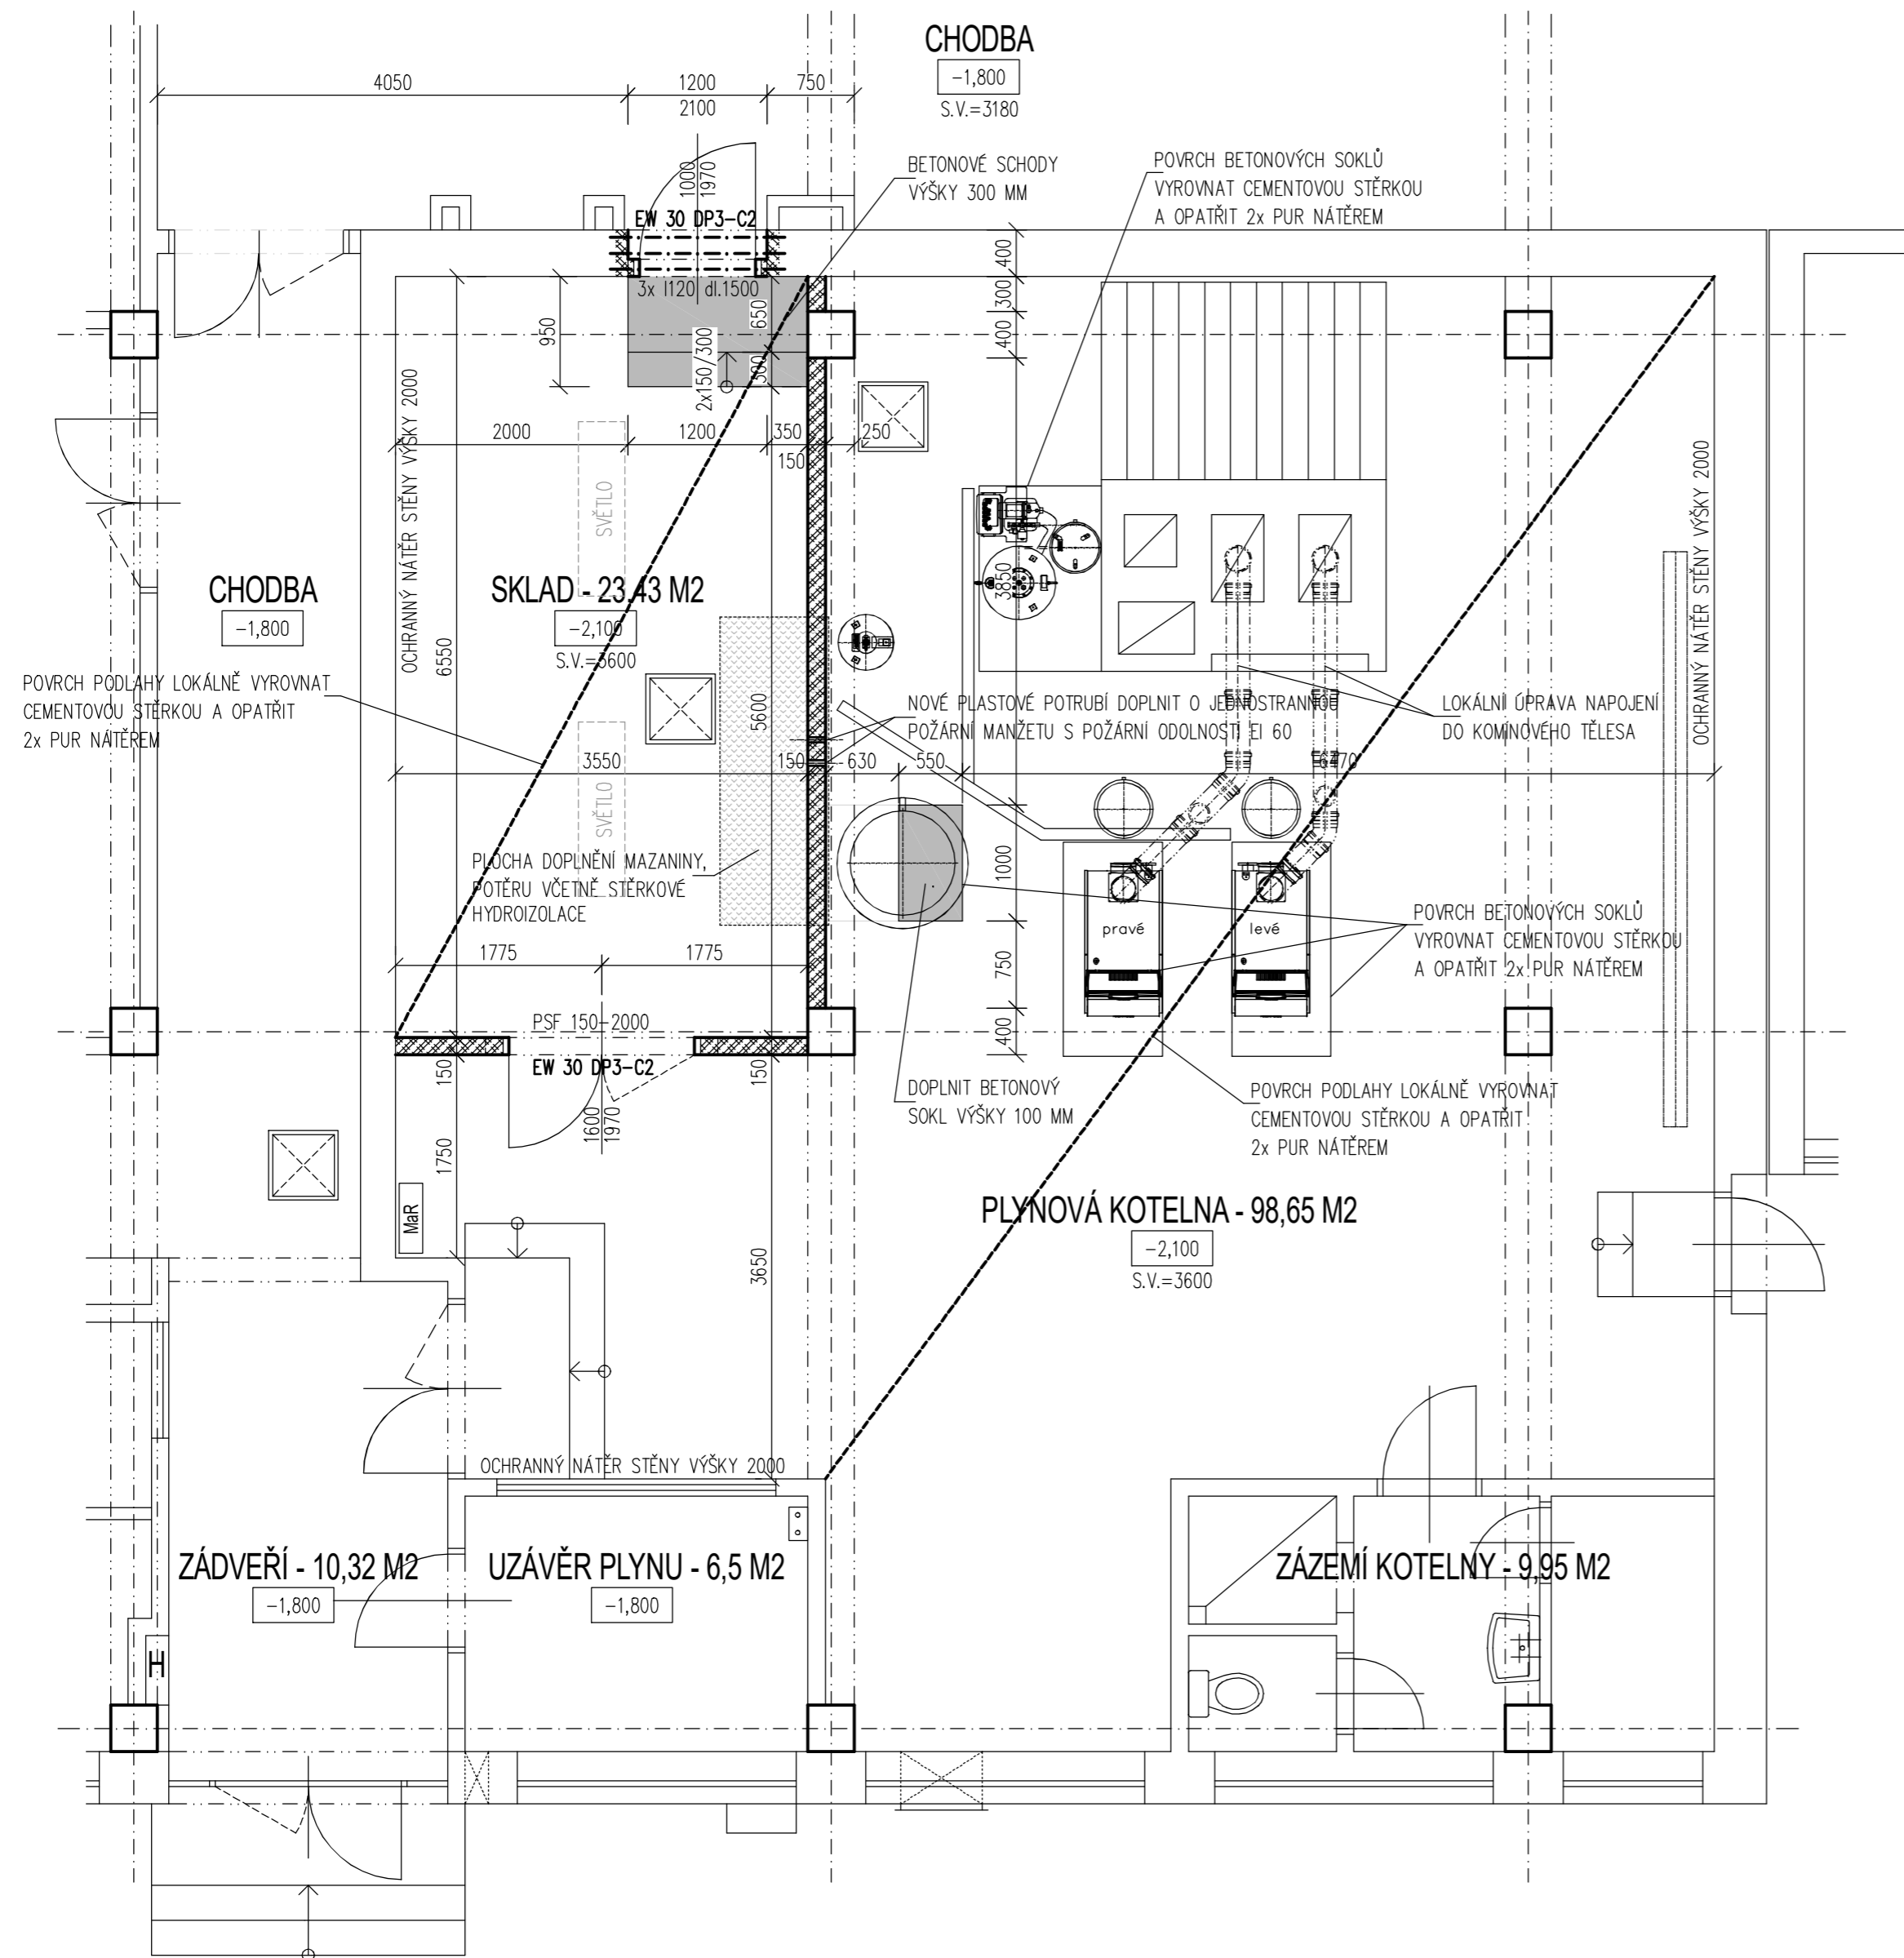 CHODBA
-1,800
S.V.=3180
4050
1200
2100
750
1000
1970
BETONOVÉ SCHODY
VÝŠKY 300 MM
POVRCH BETONOVÝCH SOKLŮ
VYROVNAT CEMENTOVOU STĚRKOU
A OPATŘIT 2x PUR NÁTĚREM
EW 30 DP3-C2
3x I120 dl.1500
950
650
300
2x150/300
400
300
400
2000
1200
350
250
150
OCHRANNÝ NÁTĚR STĚNY VÝŠKY 2000
6550
SVĚTLO
CHODBA
-1,800
SKLAD - 23,43 M2
-2,100
S.V.=3600
3850
OCHRANNÝ NÁTĚR STĚNY VÝŠKY 2000
POVRCH PODLAHY LOKÁLNĚ VYROVNAT
CEMENTOVOU STĚRKOU A OPATŘIT
2x PUR NÁTĚREM
5600
NOVÉ PLASTOVÉ POTRUBÍ DOPLNIT O JEDNOSTRANNOU
POŽÁRNÍ MANŽETU S POŽÁRNÍ ODOLNOSTÍ EI 60
LOKÁLNÍ ÚPRAVA NAPOJENÍ
DO KOMÍNOVÉHO TĚLESA
3550
150
630
550
6470
SVĚTLO
PLOCHA DOPLNĚNÍ MAZANINY,
POTĚRU VČETNĚ STĚRKOVÉ
HYDROIZOLACE
1000
pravé
levé
POVRCH BETONOVÝCH SOKLŮ
VYROVNAT CEMENTOVOU STĚRKOU
A OPATŘIT 2x PUR NÁTĚREM
1775
1775
750
400
PSF 150-2000
EW 30 DP3-C2
150
150
1600
1970
DOPLNIT BETONOVÝ
SOKL VÝŠKY 100 MM
POVRCH PODLAHY LOKÁLNĚ VYROVNAT
CEMENTOVOU STĚRKOU A OPATŘIT
2x PUR NÁTĚREM
1750
MaR
3650
PLYNOVÁ KOTELNA - 98,65 M2
-2,100
S.V.=3600
OCHRANNÝ NÁTĚR STĚNY VÝŠKY 2000
ZÁDVEŘÍ - 10,32 M2
-1,800
UZÁVĚR PLYNU - 6,5 M2
-1,800
ZÁZEMÍ KOTELNY - 9,95 M2
H